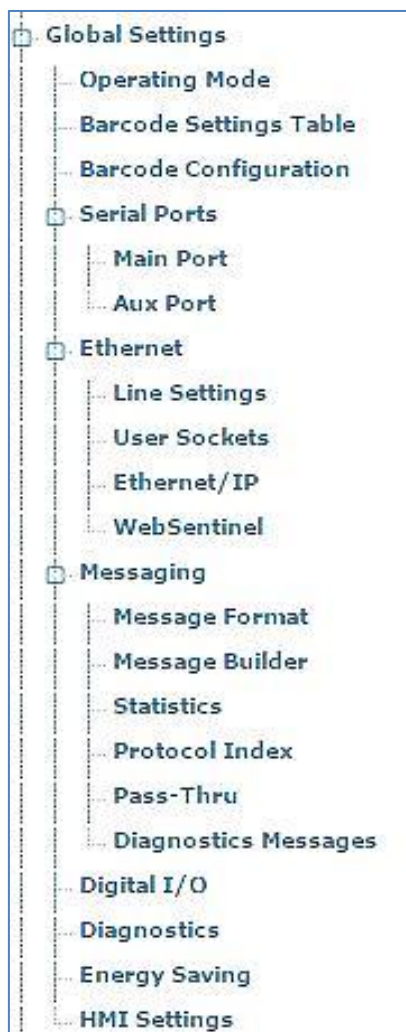 Global Settings
Operating Mode
Barcode Settings Table
Barcode Configuration
Serial Ports
Main Port
Aux Port
Ethernet
Line Settings
User Sockets
Ethernet/IP
WebSentinel
Messaging
Message Format
Message Builder
Statistics
Protocol Index
Pass-Thru
Diagnostics Messages
Digital I/O
Diagnostics
Energy Saving
HMI Settings